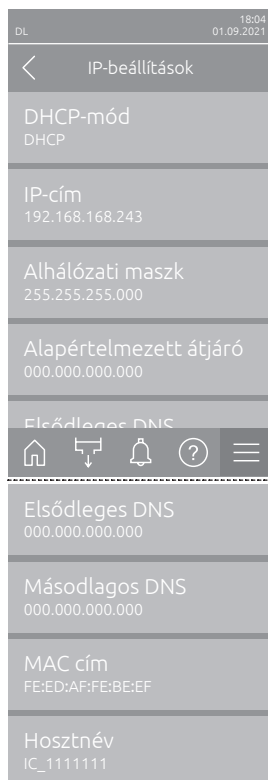 18:04
DL 01.09.2021
IP-beállítások
DHCP-mód
DHCP
IP-cím
192.168.168.243
Alhálózati maszk
255.255.255.000
Alapértelmezett átjáró
000.000.000.000
Elsődleges DNS
?
Elsődleges DNS
000.000.000.000
Másodlagos DNS
000.000.000.000
MAC cím
FE:ED:AF:FE:BE:EF
Hosztnév
IC_1111111